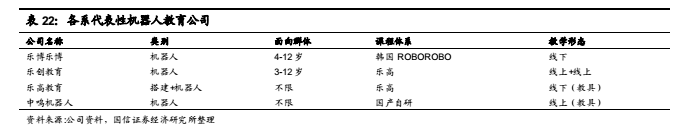 表 22：各系代表性机器人教育公司
公司名称 类别 面向群体 课程体系 教学形态
乐博乐博 机器人 4-12 岁 韩国 ROBOROBO 线下
乐创教育 机器人 3-12 岁 乐高 线上+线上
乐高教育 搭建+机器人 不限 乐高 线下（教具）
中鸣机器人 机器人 不限 国产自研 线上（教具）
资料来源:公司资料，国信证券经济研究所整理